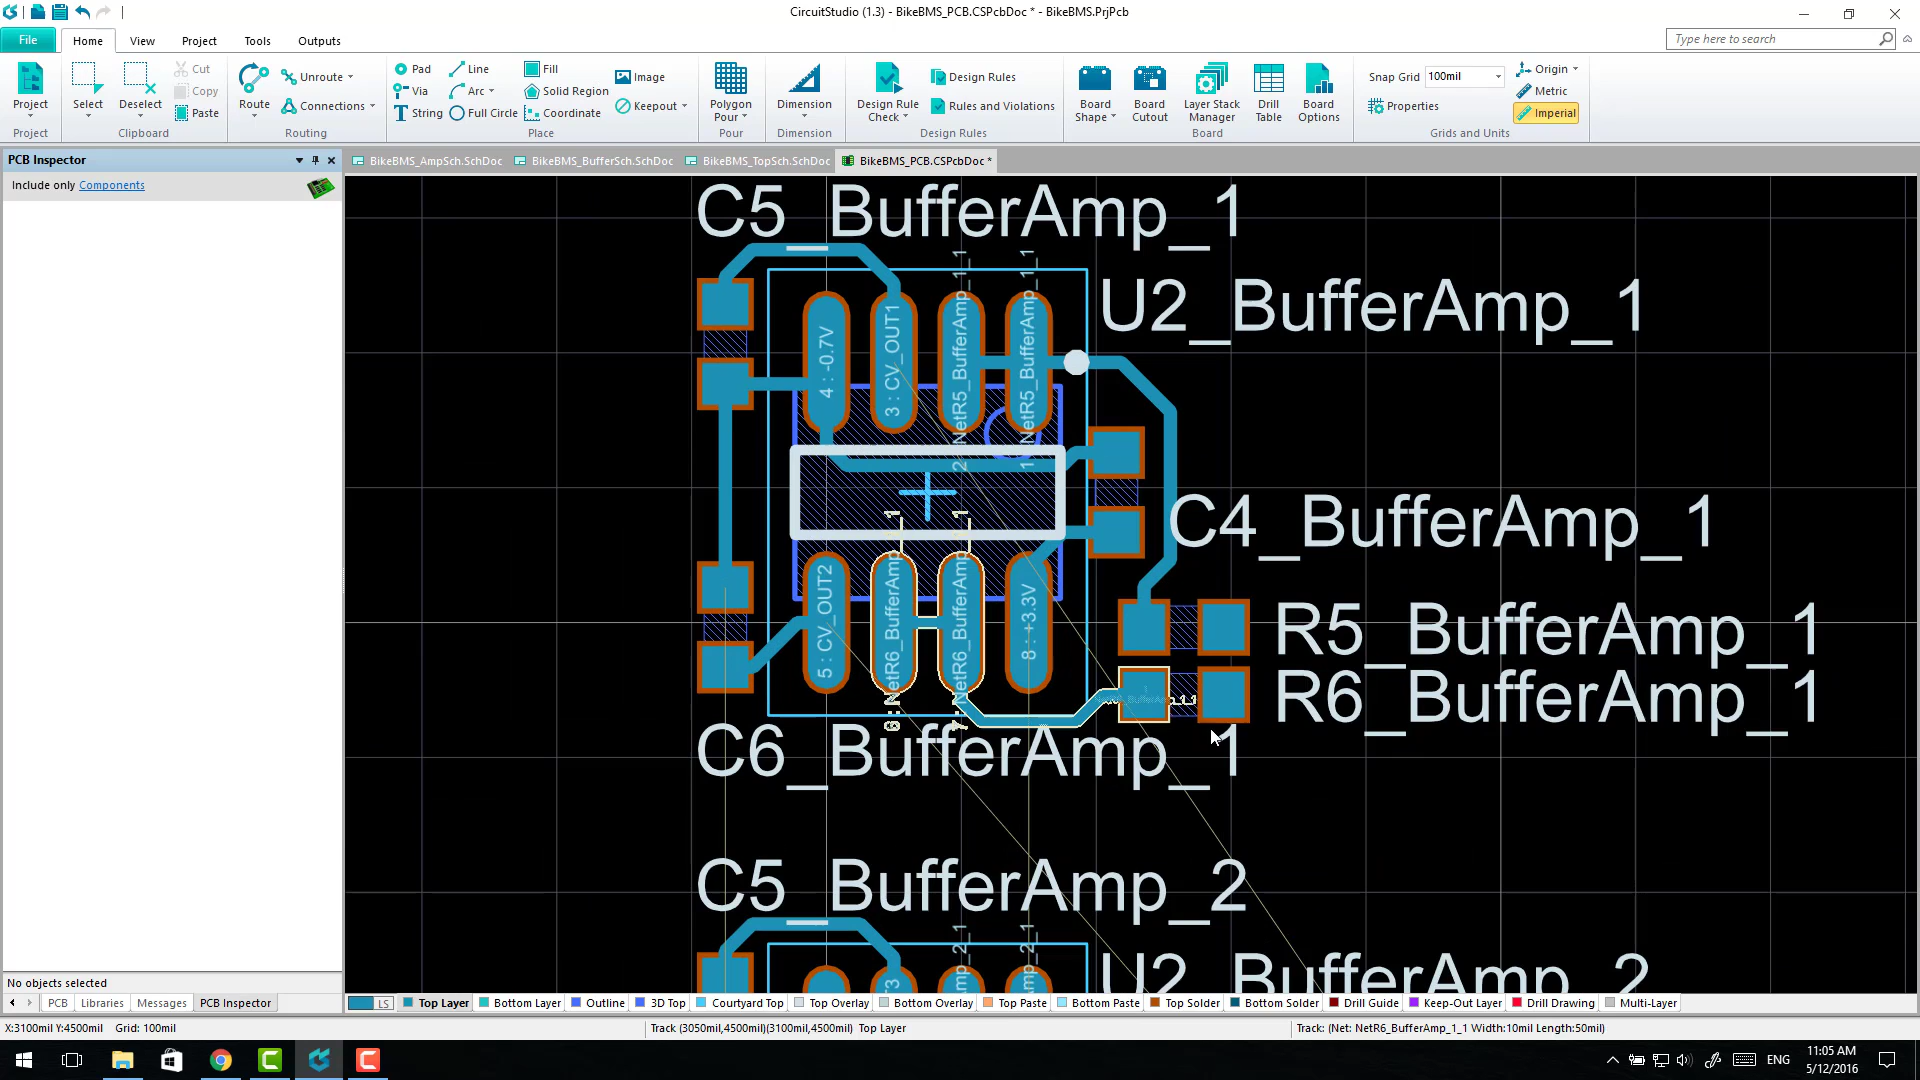 CircuitStudio (1.3) - BikeBMS_PCB.CSPcbDoc * - BikeBMS.PrjPcb
File Home View Project Tools Outputs
Type here to search
Project
Project
Select
Deselect
Cut
Copy
Paste
Clipboard
Route
Unroute
Connections
Routing
Pad
Via
String
Line
Arc
Full Circle
Fill
Solid Region
Coordinate
Image
Keepout
Place
Polygon Pour
Pour
Dimension
Dimension
Design Rule Check
Design Rules
Rules and Violations
Design Rules
Board Shape
Board Cutout
Layer Stack Manager
Drill Table
Board Options
Board
Snap Grid 100mil
Properties
Origin
Metric
Imperial
Grids and Units
PCB Inspector
Include only Components
BikeBMS_AmpSch.SchDoc
BikeBMS_BufferSch.SchDoc
BikeBMS_TopSch.SchDoc
BikeBMS_PCB.CSPcbDoc *
C5_BufferAmp_1
U2_BufferAmp_1
4 : -0.7V
3 : CV_OUT1
2 : NetR5_BufferAmp_1_1
1 : NetR5_BufferAmp_1_1
C4_BufferAmp_1
5 : CV_OUT2
8 : +3.3V
R5_BufferAmp_1
R6_BufferAmp_1
C6_BufferAmp_1
C5_BufferAmp_2
U2_BufferAmp_2
No objects selected
PCB Libraries Messages PCB Inspector
LS Top Layer Bottom Layer Outline 3D Top Courtyard Top Top Overlay Bottom Overlay Top Paste Bottom Paste Top Solder Bottom Solder Drill Guide Keep-Out Layer Drill Drawing Multi-Layer
X:3100mil Y:4500mil Grid: 100mil
Track (3050mil,4500mil)(3100mil,4500mil) Top Layer
Track: (Net: NetR6_BufferAmp_1_1 Width:10mil Length:50mil)
ENG
11:05 AM
5/12/2016